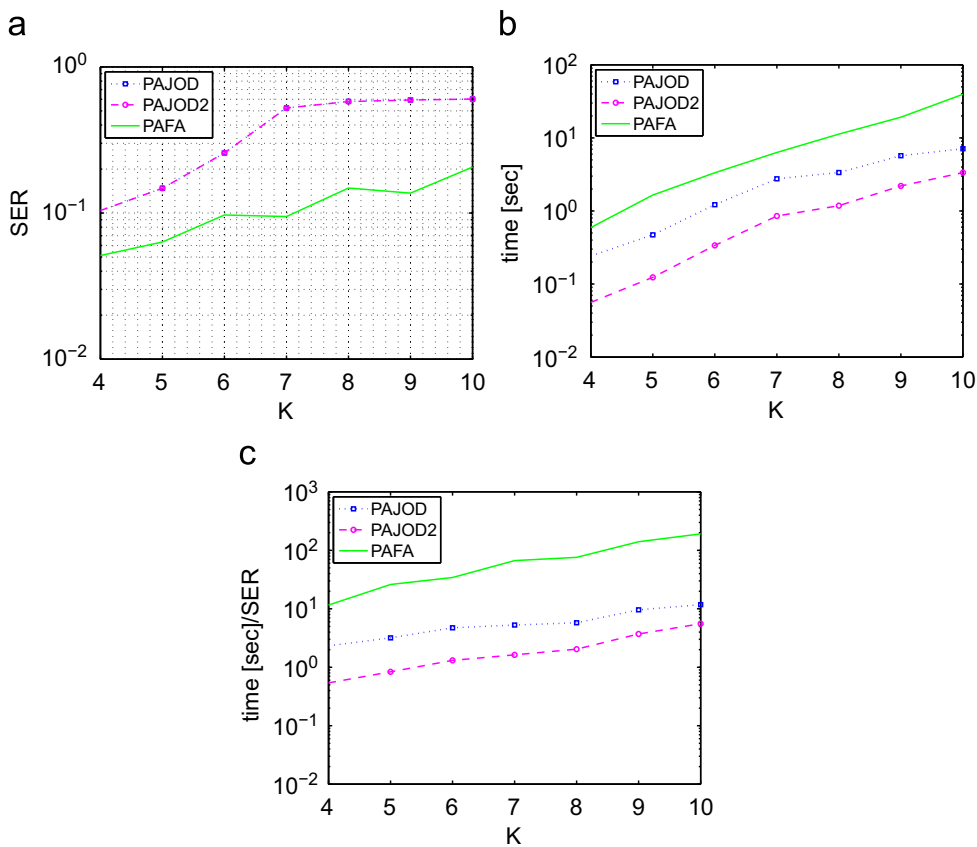 a
10^0
10^−1
10^−2
SER
PAJOD
PAJOD2
PAFA
4 5 6 7 8 9 10
K
b
10^2
10^1
10^0
10^−1
10^−2
time [sec]
PAJOD
PAJOD2
PAFA
4 5 6 7 8 9 10
K
c
10^3
10^2
10^1
10^0
10^−1
10^−2
time [sec]/SER
PAJOD
PAJOD2
PAFA
4 5 6 7 8 9 10
K